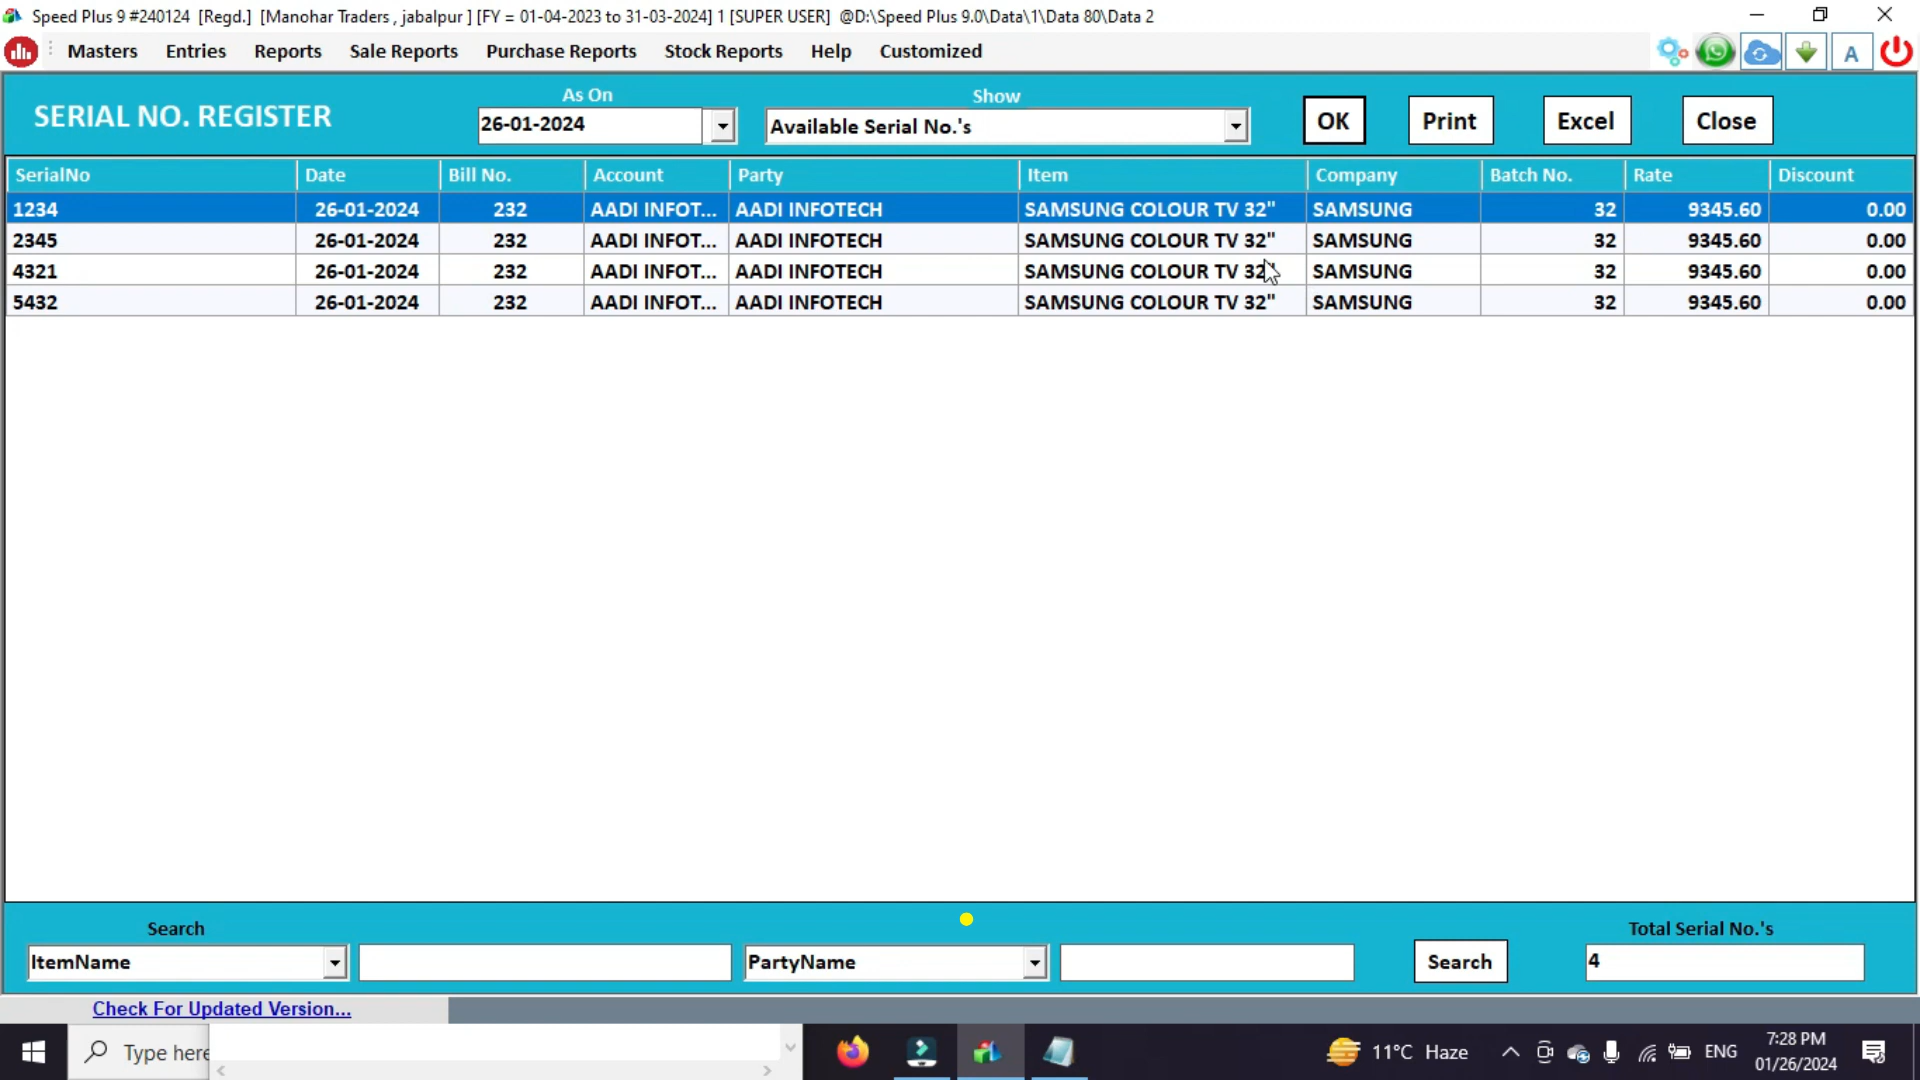 Speed Plus 9 #240124 [Regd.] [Manohar Traders , jabalpur ] [FY = 01-04-2023 to 31-03-2024] 1 [SUPER USER] @D:\Speed Plus 9.0\Data\1\Data 80\Data 2
Masters Entries Reports Sale Reports Purchase Reports Stock Reports Help Customized A
As On Show
SERIAL NO. REGISTER 26-01-2024 Available Serial No.'s OK Print Excel Close
SerialNo Date Bill No. Account Party Item Company Batch No. Rate Discount
1234 26-01-2024 232 AADI INFOT... AADI INFOTECH SAMSUNG COLOUR TV 32" SAMSUNG 32 9345.60 0.00
2345 26-01-2024 232 AADI INFOT... AADI INFOTECH SAMSUNG COLOUR TV 32" SAMSUNG 32 9345.60 0.00
4321 26-01-2024 232 AADI INFOT... AADI INFOTECH SAMSUNG COLOUR TV 32" SAMSUNG 32 9345.60 0.00
5432 26-01-2024 232 AADI INFOT... AADI INFOTECH SAMSUNG COLOUR TV 32" SAMSUNG 32 9345.60 0.00
Search Total Serial No.'s
ItemName PartyName Search 4
Check For Updated Version...
Type here 11°C Haze ENG 7:28 PM
01/26/2024